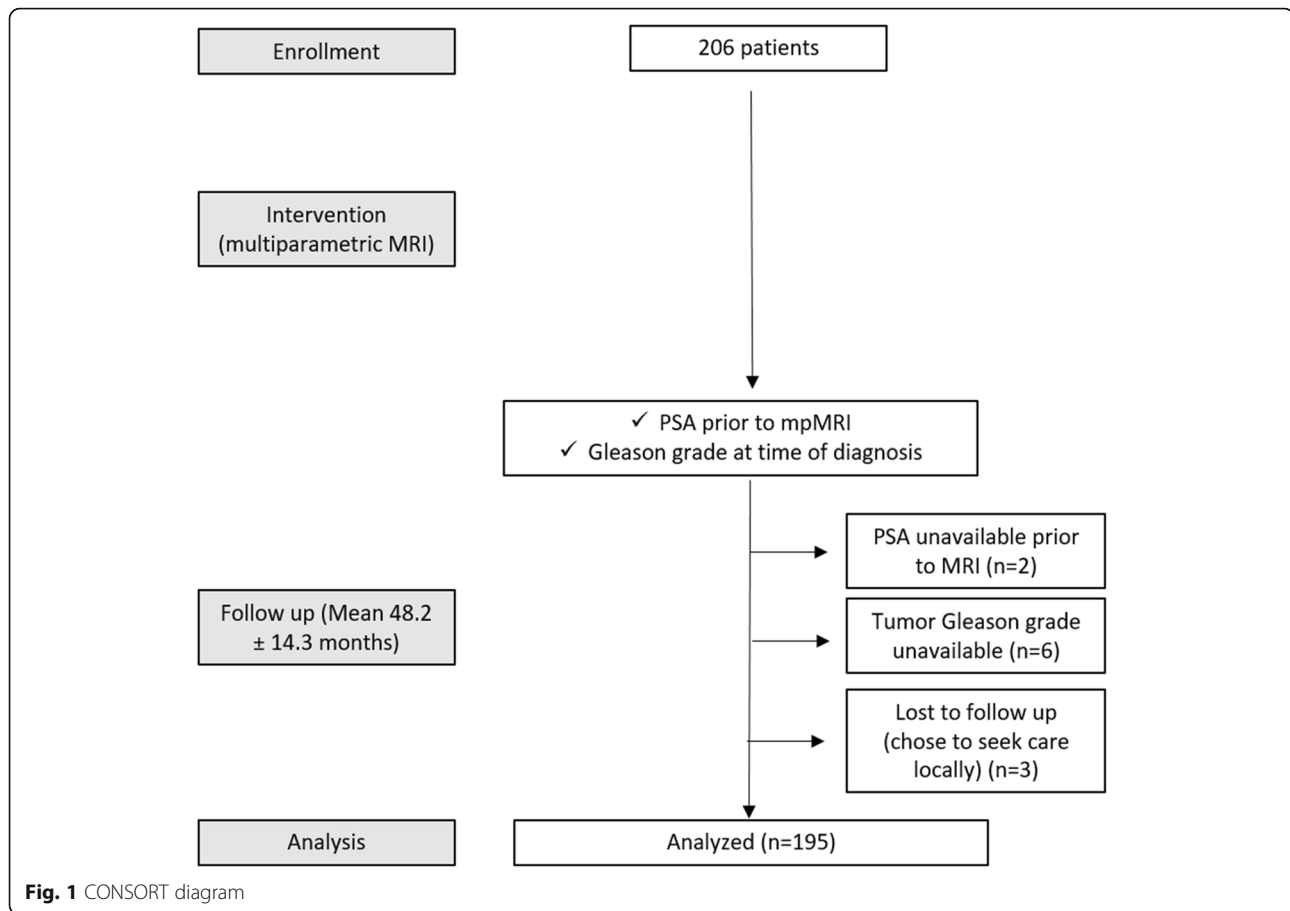 Enrollment
206 patients
Intervention
(multiparametric MRI)
✓ PSA prior to mpMRI
✓ Gleason grade at time of diagnosis
PSA unavailable prior
to MRI (n=2)
Follow up (Mean 48.2
± 14.3 months)
Tumor Gleason grade
unavailable (n=6)
Lost to follow up
(chose to seek care
locally) (n=3)
Analysis
Analyzed (n=195)
Fig. 1 CONSORT diagram